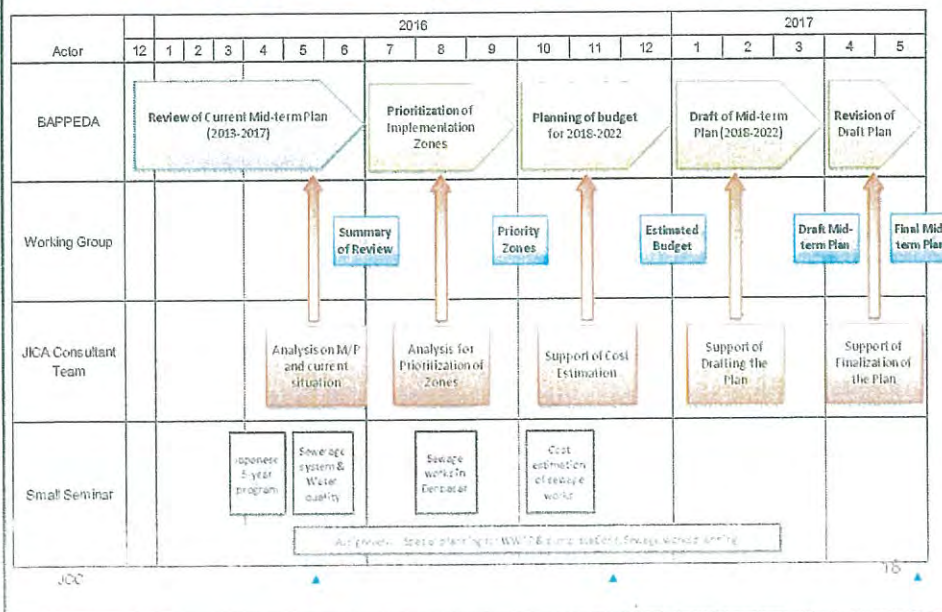 2016
2017
Actor
12 1 2 3 4 5 6 7 8 9 10 11 12 1 2 3 4 5
BAPPEDA
Review of Current Mid-term Plan
(2013-2017)
Prioritization of
Implementation
Zones
Planning of budget
for 2018-2022
Draft of Mid-term
Plan (2018-2022)
Revision of
Draft Plan
Working Group
Summary
of Review
Priority
Zones
Estimated
Budget
Draft Mid-
term Plan
Final Mid-
term Plan
JICA Consultant
Team
Analysis on M/P
and current
situation
Analysis for
Prioritization of
Zones
Support of Cost
Estimation
Support of
Drafting the
Plan
Support of
Finalization of
the Plan
Small Seminar
Japanese
5-year
program
Sewerage
system &
Water
quality
Sewage
works in
Denpasar
Cost
estimation
of sewage
works
planning for WWTP &
JCC